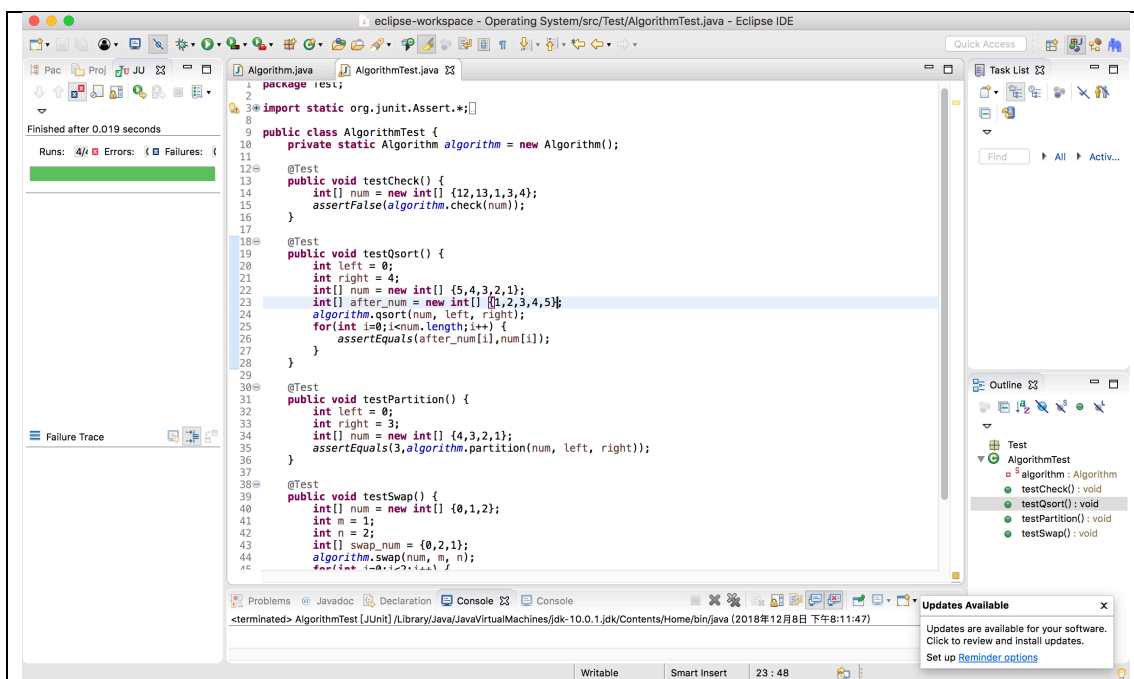 eclipse-workspace - Operating System/src/Test/AlgorithmTest.java - Eclipse IDE
Quick Access
Pac Proj JU
Finished after 0.019 seconds
Runs: 4/4 Errors: Failures:
Failure Trace
Algorithm.java AlgorithmTest.java
1 package Test;
2
3 import static org.junit.Assert.*;
8
9 public class AlgorithmTest {
10 private static Algorithm algorithm = new Algorithm();
11
12 @Test
13 public void testCheck() {
14 int[] num = new int[] {12,13,1,3,4};
15 assertFalse(algorithm.check(num));
16 }
17
18 @Test
19 public void testQsort() {
20 int left = 0;
21 int right = 4;
22 int[] num = new int[] {5,4,3,2,1};
23 int[] after_num = new int[] {1,2,3,4,5};
24 algorithm.qsort(num, left, right);
25 for(int i=0;i<num.length;i++) {
26 assertEquals(after_num[i],num[i]);
27 }
28 }
29
30 @Test
31 public void testPartition() {
32 int left = 0;
33 int right = 3;
34 int[] num = new int[] {4,3,2,1};
35 assertEquals(3,algorithm.partition(num, left, right));
36 }
37
38 @Test
39 public void testSwap() {
40 int[] num = new int[] {0,1,2};
41 int m = 1;
42 int n = 2;
43 int[] swap_num = {0,2,1};
44 algorithm.swap(num, m, n);
45 for(int i=0;i<2;i++) {
Problems Javadoc Declaration Console Console
<terminated> AlgorithmTest [JUnit] /Library/Java/JavaVirtualMachines/jdk-10.0.1.jdk/Contents/Home/bin/java (2018年12月8日 下午8:11:47)
Task List
Find All Activ...
Outline
Test
AlgorithmTest
algorithm : Algorithm
testCheck() : void
testQsort() : void
testPartition() : void
testSwap() : void
Updates Available X
Updates are available for your software.
Click to review and install updates.
Set up Reminder options
Writable Smart Insert 23 : 48